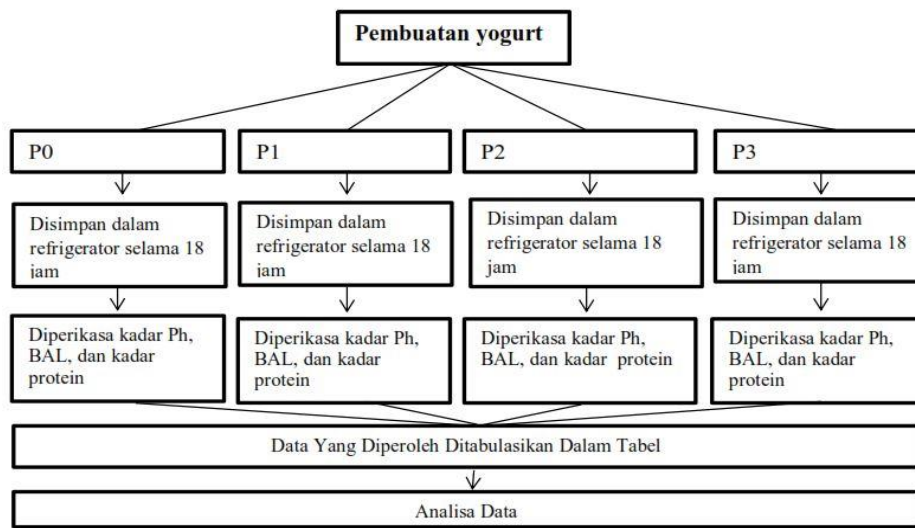 Pembuatan yogurt
P0
P1
P2
P3
Disimpan dalam
refrigerator selama 18
jam
Disimpan dalam
refrigerator selama 18
jam
Disimpan dalam
refrigerator selama 18
jam
Disimpan dalam
refrigerator selama 18
jam
Diperikasa kadar Ph,
BAL, dan kadar
protein
Diperikasa kadar Ph,
BAL, dan kadar
protein
Diperikasa kadar Ph,
BAL, dan kadar protein
Diperikasa kadar Ph,
BAL, dan kadar
protein
Data Yang Diperoleh Ditabulasikan Dalam Tabel
Analisa Data